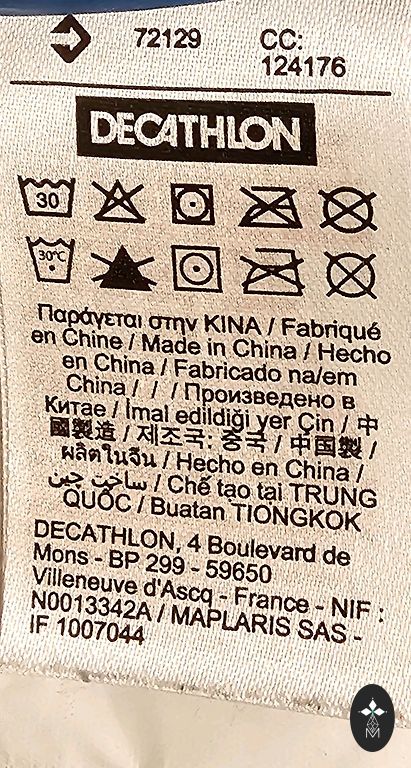 72129 CC:
124176
DECATHLON
30
30°C
Παράγεται στην ΚΙΝΑ / Fabriqué
en Chine / Made in China / Hecho
en China / Fabricado na/em
China / / / Произведено в
Китае / İmal edildiği yer Çin / 中
國製造 / 제조국: 중국 / 中国製 /
ผลิตในจีน / Hecho en China /
ساخت چین / Chế tạo tại TRUNG
QUỐC / Buatan TIONGKOK
DECATHLON, 4 Boulevard de
Mons - BP 299 - 59650
Villeneuve d'Ascq - France - NIF :
N0013342A / MAPLARIS SAS -
IF 1007044
M